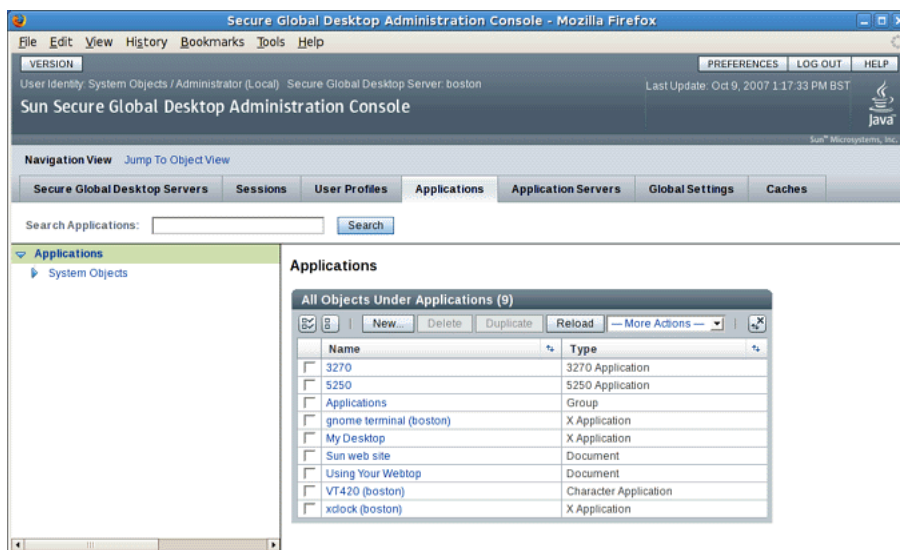 Secure Global Desktop Administration Console - Mozilla Firefox
File Edit View History Bookmarks Tools Help
VERSION PREFERENCES LOG OUT HELP
User Identity: System Objects / Administrator (Local) Secure Global Desktop Server: boston Last Update: Oct 9, 2007 1:17:33 PM BST
Sun Secure Global Desktop Administration Console
Java
Sun™ Microsystems, Inc.
Navigation View Jump To Object View
Secure Global Desktop Servers Sessions User Profiles Applications Application Servers Global Settings Caches
Search Applications: Search
Applications
System Objects
Applications
All Objects Under Applications (9)
New... Delete Duplicate Reload — More Actions —
Name Type
3270 3270 Application
5250 5250 Application
Applications Group
gnome terminal (boston) X Application
My Desktop X Application
Sun web site Document
Using Your Webtop Document
VT420 (boston) Character Application
xclock (boston) X Application